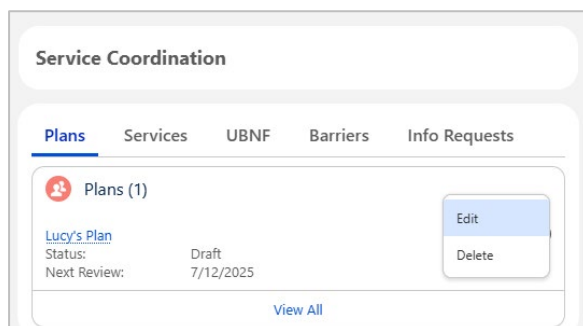 Service Coordination
Plans Services UBNF Barriers Info Requests
Plans (1)
Edit
Lucy's Plan
Status: Draft
Delete
Next Review: 7/12/2025
View All